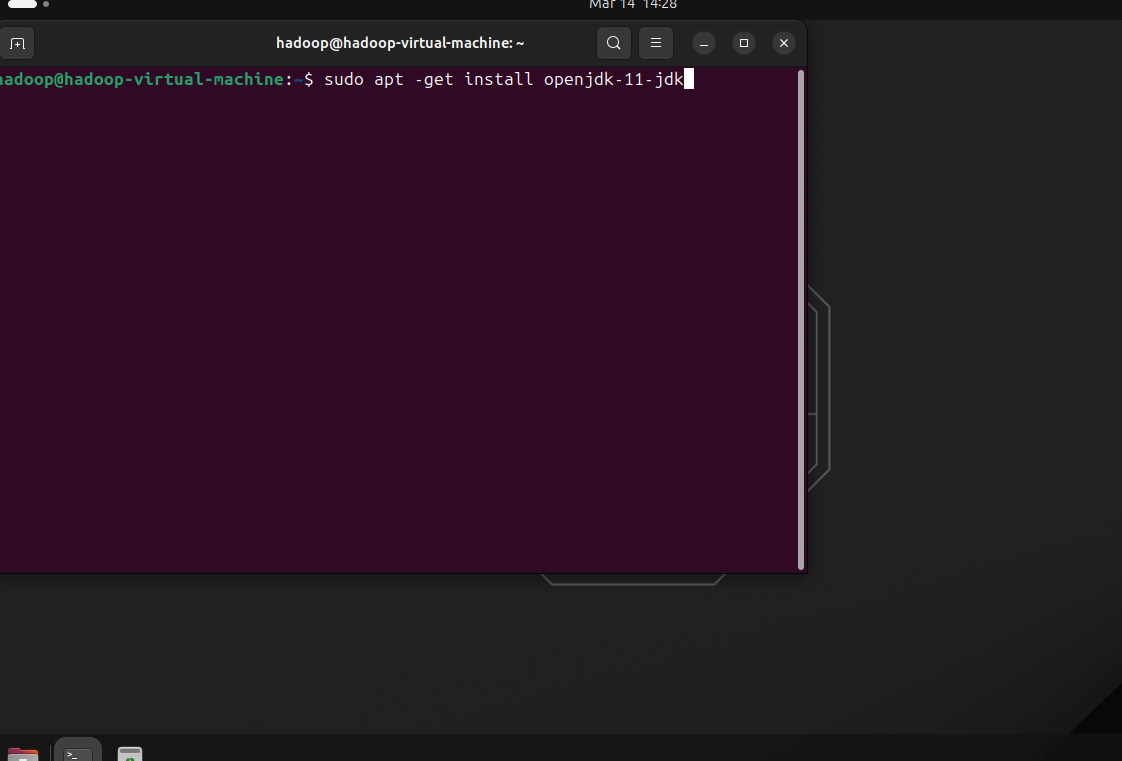 Mar 14 14:28
hadoop@hadoop-virtual-machine: ~
hadoop@hadoop-virtual-machine:~$ sudo apt -get install openjdk-11-jdk
>_